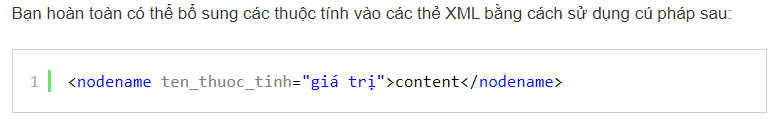 Bạn hoàn toàn có thể bổ sung các thuộc tính vào các thẻ XML bằng cách sử dụng cú pháp sau:
1 <nodename ten_thuoc_tinh="giá trị">content</nodename>